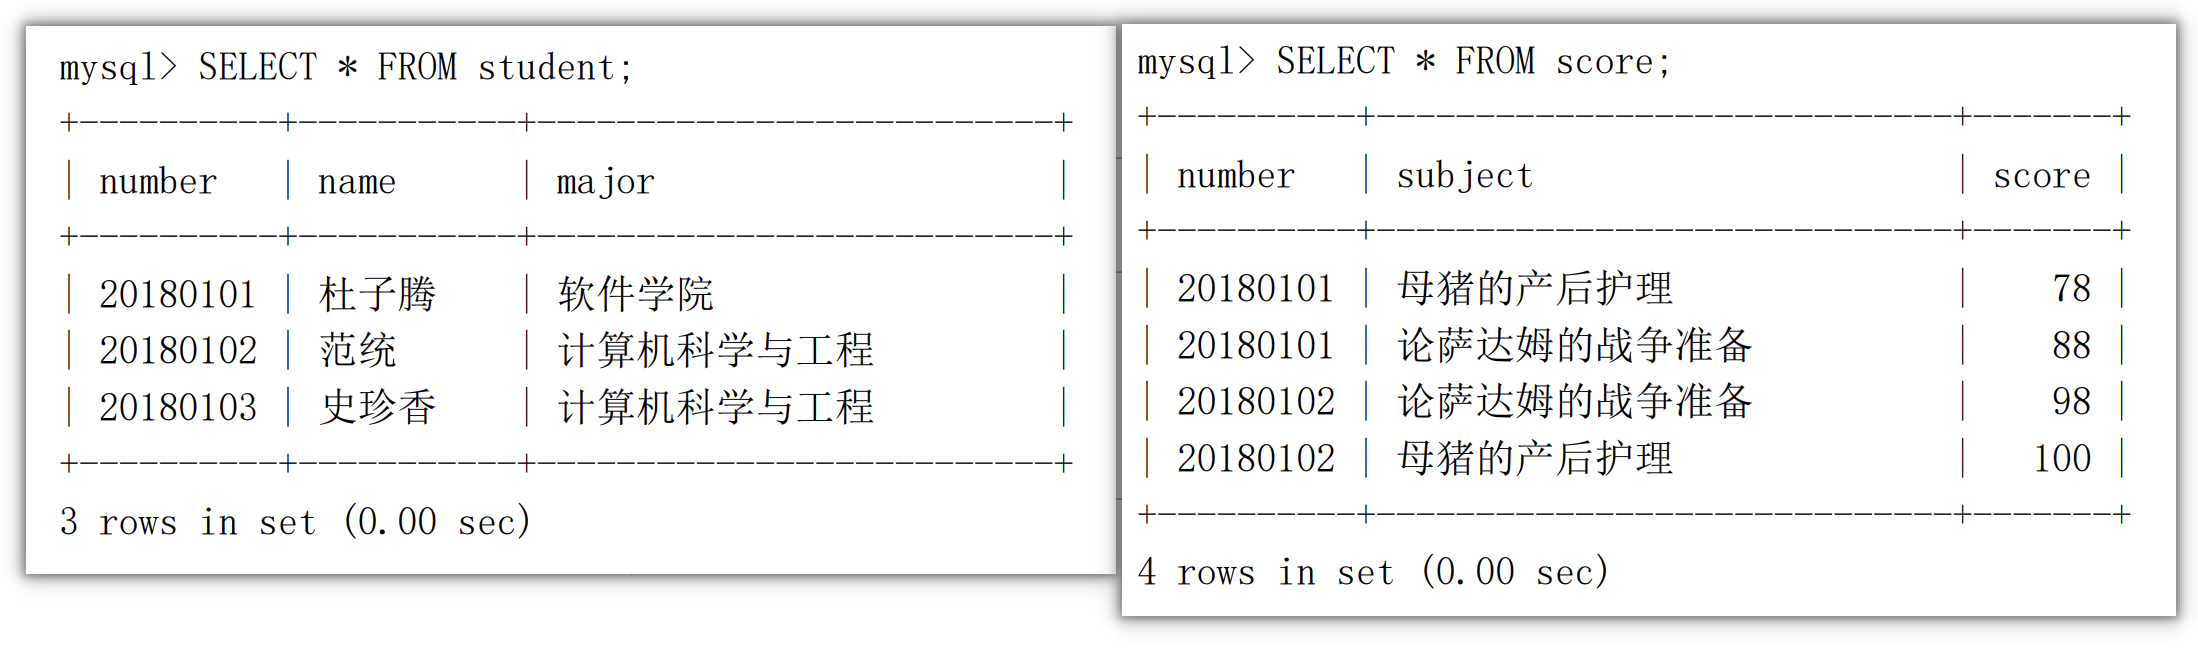 mysql> SELECT * FROM student;
+----------+-----------+--------------------------+
| number   | name      | major                    |
+----------+-----------+--------------------------+
| 20180101 | 杜子腾    | 软件学院                 |
| 20180102 | 范统      | 计算机科学与工程         |
| 20180103 | 史珍香    | 计算机科学与工程         |
+----------+-----------+--------------------------+
3 rows in set (0.00 sec)
mysql> SELECT * FROM score;
+----------+-----------------------------+-------+
| number   | subject                     | score |
+----------+-----------------------------+-------+
| 20180101 | 母猪的产后护理              |    78 |
| 20180101 | 论萨达姆的战争准备          |    88 |
| 20180102 | 论萨达姆的战争准备          |    98 |
| 20180102 | 母猪的产后护理              |   100 |
+----------+-----------------------------+-------+
4 rows in set (0.00 sec)